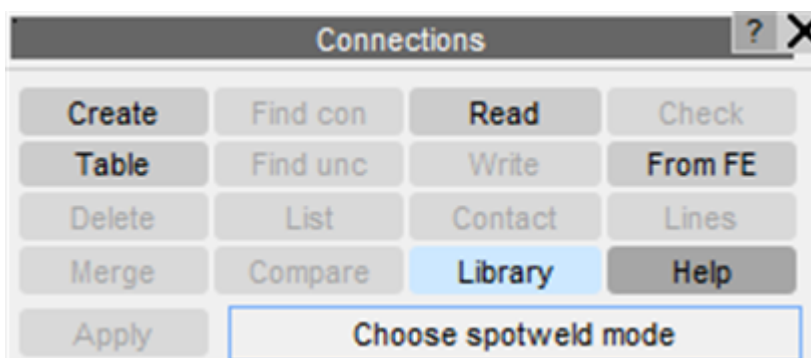 Connections ?
Create Find con Read Check
Table Find unc Write From FE
Delete List Contact Lines
Merge Compare Library Help
Apply Choose spotweld mode